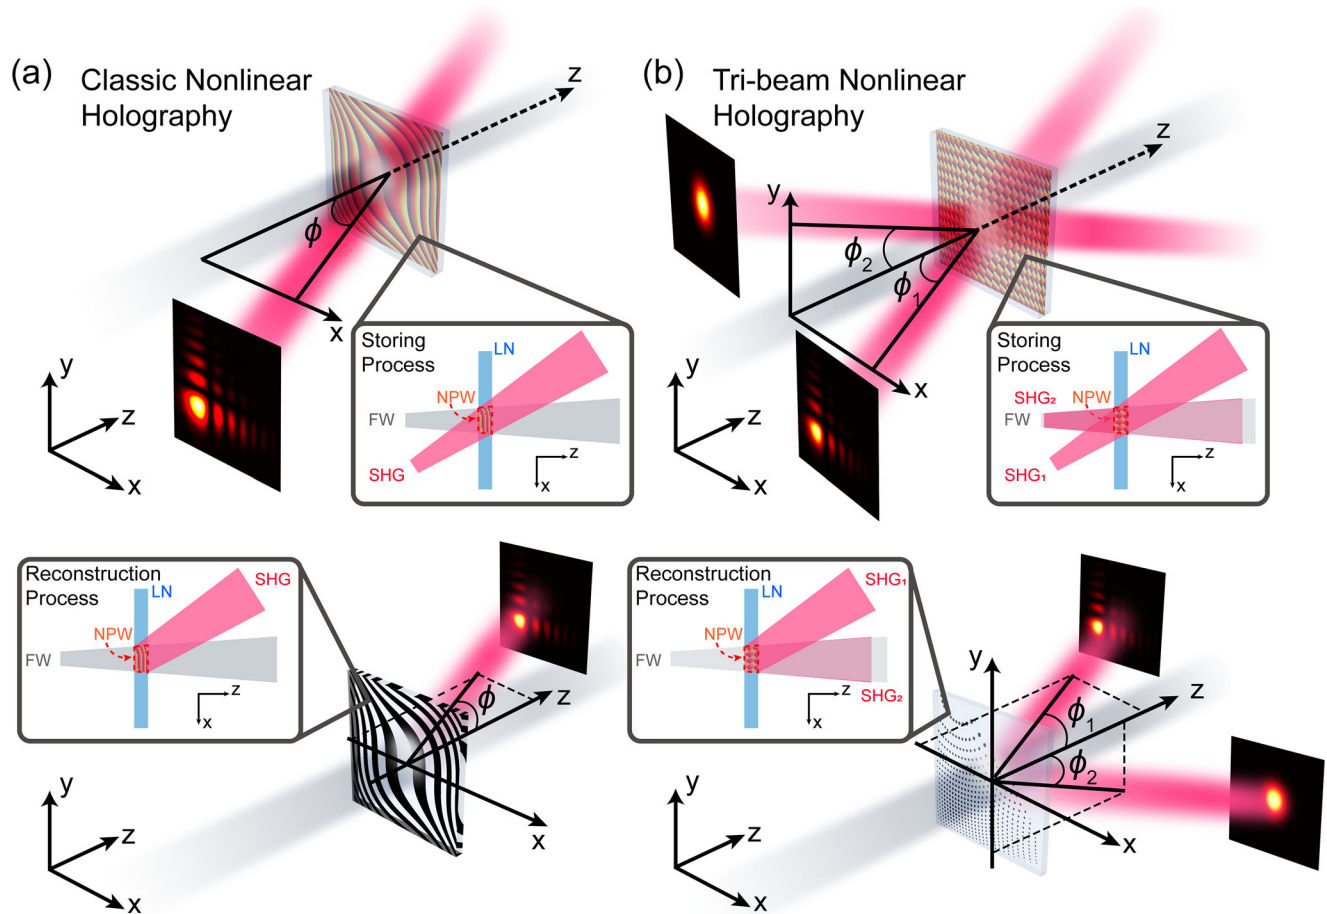 (a) Classic Nonlinear
Holography
z
ϕ
x
y
z
x
Storing
Process
LN
NPW
FW
SHG
z
x
(b) Tri-beam Nonlinear
Holography
z
y
ϕ₂
ϕ₁
x
y
z
x
Storing
Process
LN
SHG₂
NPW
FW
SHG₁
z
x
Reconstruction
Process
SHG
LN
NPW
FW
z
x
ϕ
z
x
y
z
x
Reconstruction
Process
SHG₁
LN
NPW
FW
SHG₂
z
x
y
z
ϕ₁
ϕ₂
x
y
z
x